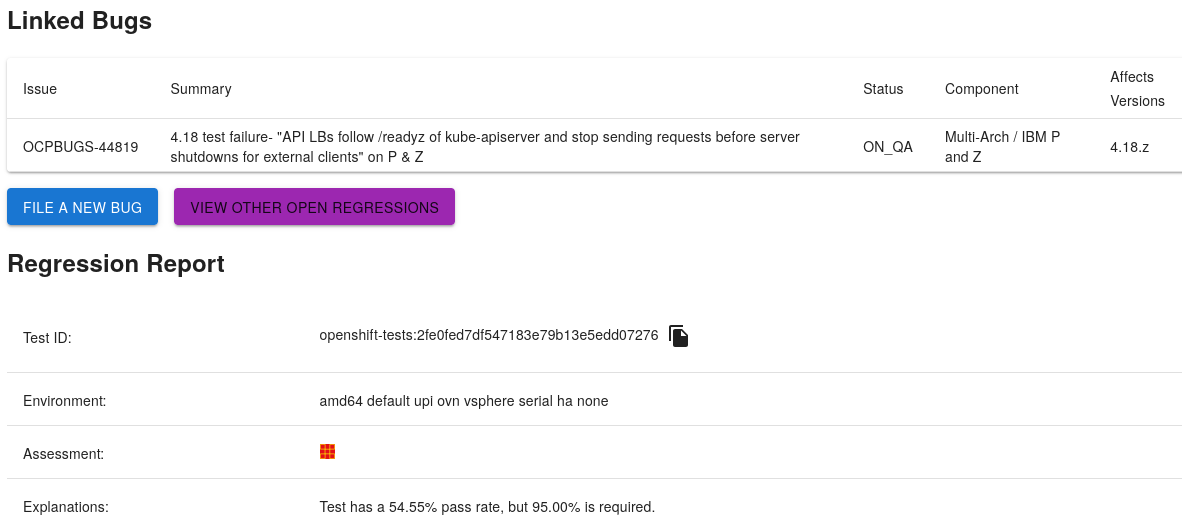 Linked Bugs
Issue Summary Status Component Affects Versions
OCPBUGS-44819 4.18 test failure- "API LBs follow /readyz of kube-apiserver and stop sending requests before server shutdowns for external clients" on P & Z ON_QA Multi-Arch / IBM P and Z 4.18.z
FILE A NEW BUG VIEW OTHER OPEN REGRESSIONS
Regression Report
Test ID: openshift-tests:2fe0fed7df547183e79b13e5edd07276
Environment: amd64 default upi ovn vsphere serial ha none
Assessment:
Explanations: Test has a 54.55% pass rate, but 95.00% is required.